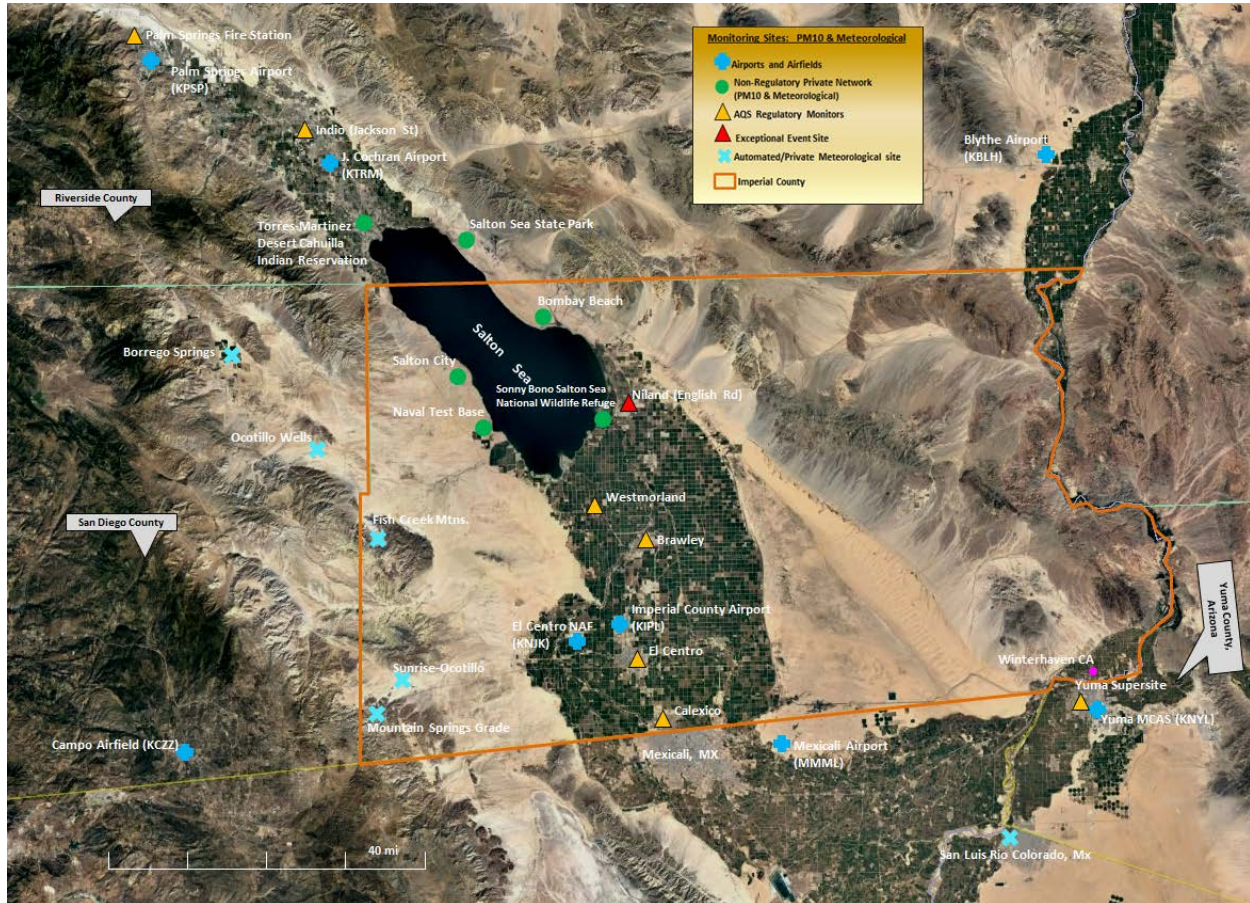 Palm Springs Fire Station
Palm Springs Airport
(KPSP)
Indio (Jackson St)
J. Cochran Airport
(KTRM)
Monitoring Sites: PM10 & Meteorological
Airports and Airfields
Non-Regulatory Private Network
(PM10 & Meteorological)
AQS Regulatory Monitors
Exceptional Event Site
Automated/Private Meteorological site
Imperial County
Blythe Airport
(KBLH)
Riverside County
Torres-Martinez
Desert Cahuilla
Indian Reservation
Salton Sea State Park
Bombay Beach
Salton Sea
Borrego Springs
Salton City
Sonny Bono Salton Sea
National Wildlife Refuge
Niland (English Rd)
Naval Test Base
Ocotillo Wells
Westmorland
San Diego County
Fish Creek Mtns.
Brawley
Imperial County Airport
(KIPL)
El Centro NAF
(KNJK)
El Centro
Yuma County,
Arizona
Sunrise-Ocotillo
Winterhaven CA
Yuma Supersite
Calexico
Yuma MCAS (KNYL)
Mountain Springs Grade
Campo Airfield (KCZZ)
Mexicali, MX
Mexicali Airport
(MMML)
40 mi
San Luis Rio Colorado, Mx